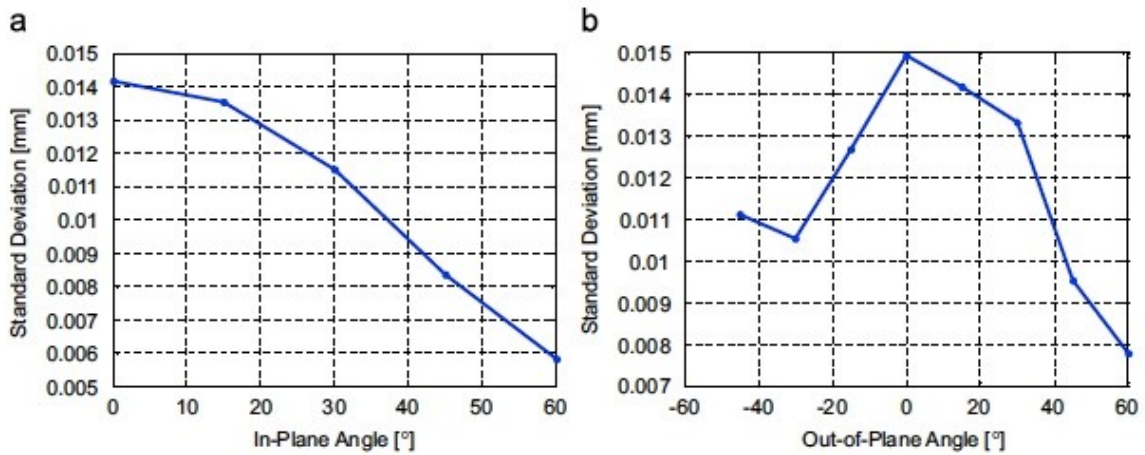 a
0.015
0.014
0.013
0.012
0.011
0.01
0.009
0.008
0.007
0.006
0.005
Standard Deviation [mm]
0 10 20 30 40 50 60
In-Plane Angle [°]
b
0.015
0.014
0.013
0.012
0.011
0.01
0.009
0.008
0.007
Standard Deviation [mm]
-60 -40 -20 0 20 40 60
Out-of-Plane Angle [°]